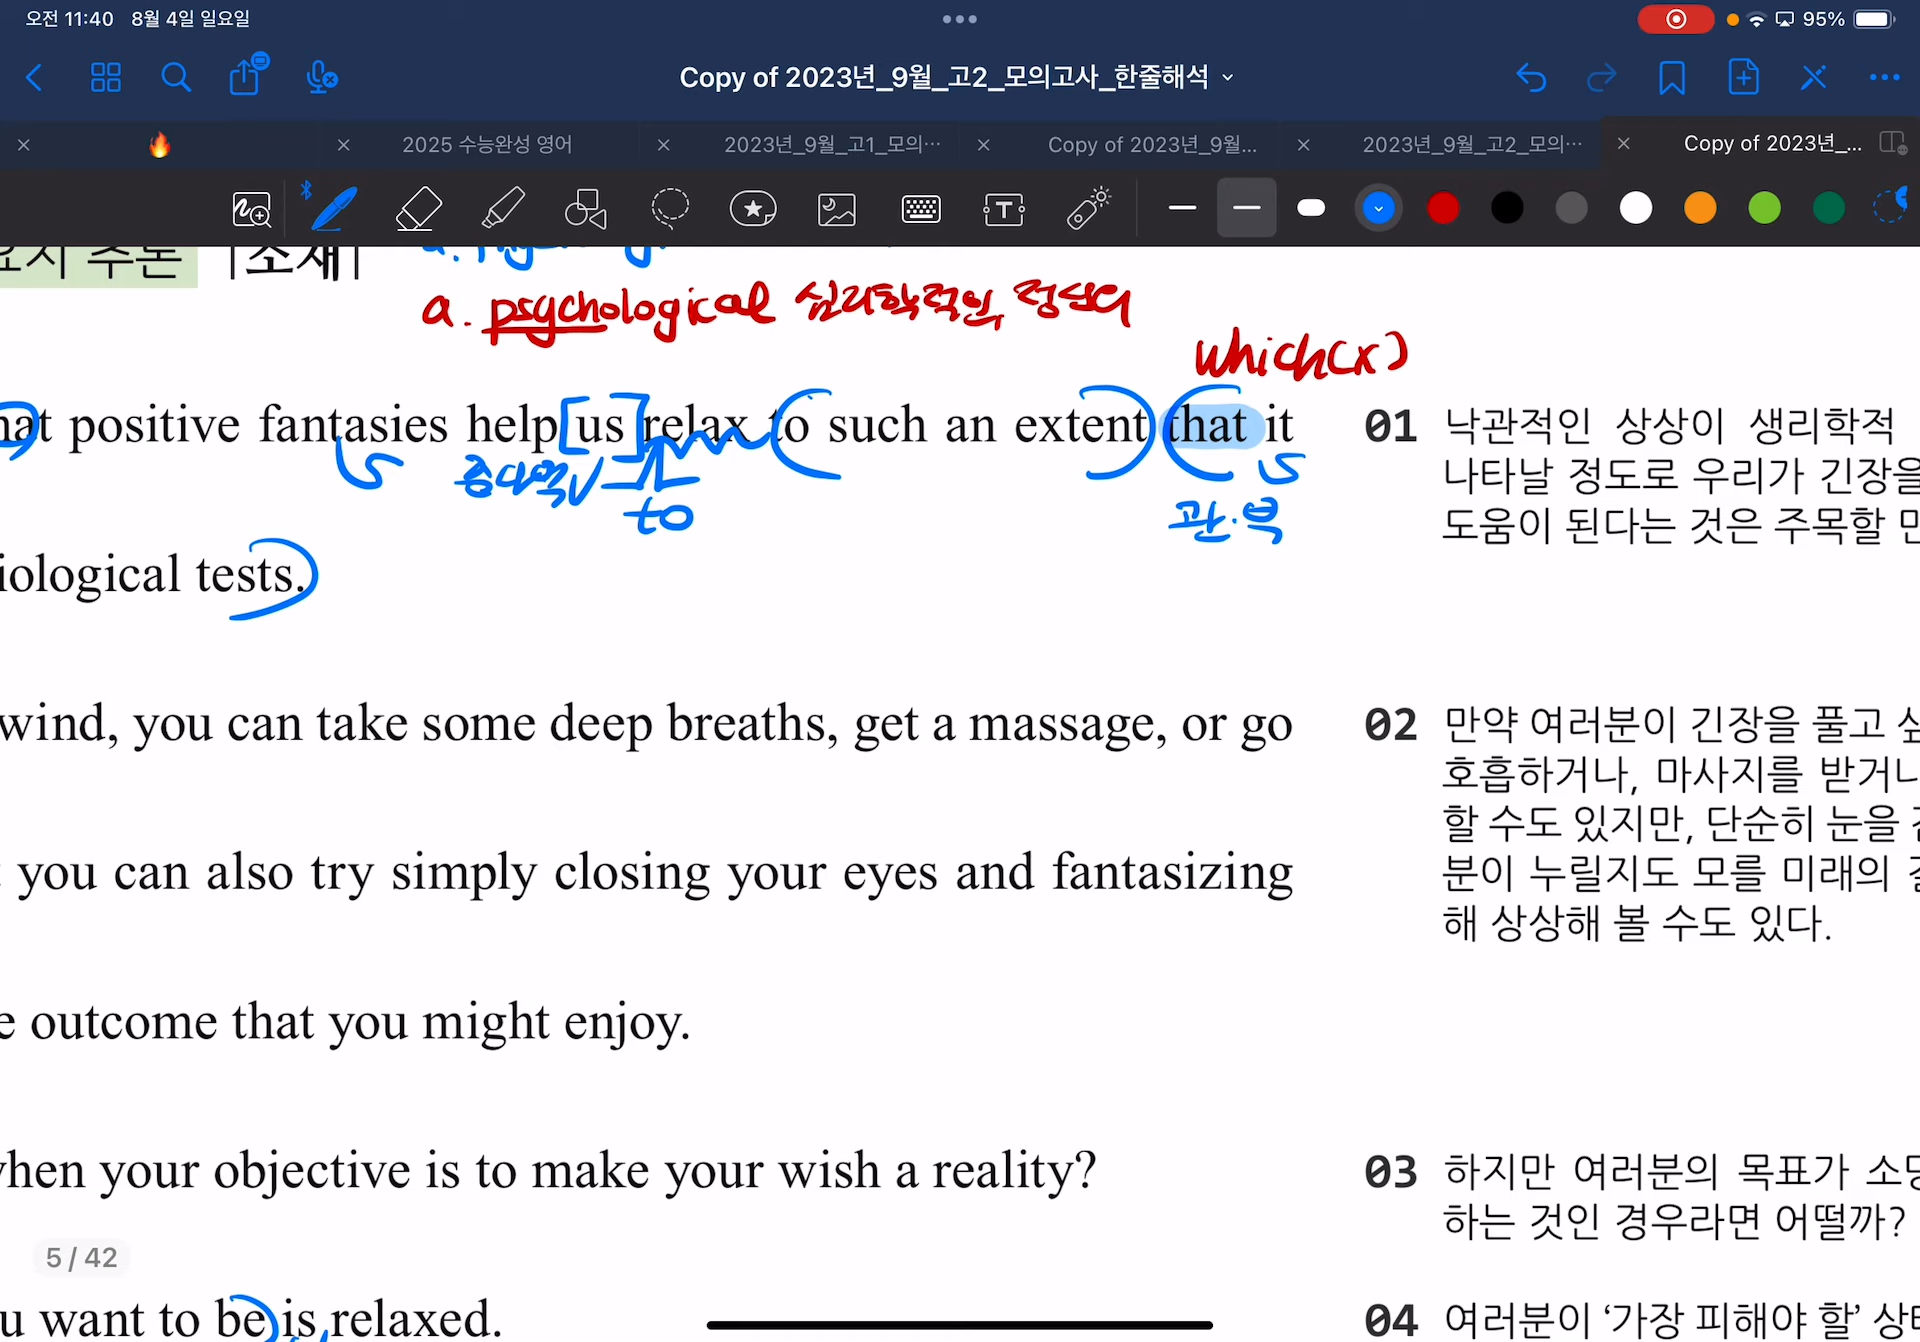 오전 11:40 8월 4일 일요일
95%
Copy of 2023년_9월_고2_모의고사_한줄해석
🔥
2025 수능완성 영어
2023년_9월_고1_모의…
Copy of 2023년_9월...
2023년_9월_고2_모의…
Copy of 2023년_...
추론 |소재|
a. psychological 심리학적인, 정신의
which(x)
hat positive fantasies help us relax to such an extent that it
S
준사역V
to
S
관·부
iological tests.
wind, you can take some deep breaths, get a massage, or go
you can also try simply closing your eyes and fantasizing
e outcome that you might enjoy.
when your objective is to make your wish a reality?
u want to be is relaxed.
01 낙관적인 상상이 생리학적
나타날 정도로 우리가 긴장을
도움이 된다는 것은 주목할 만
02 만약 여러분이 긴장을 풀고 싶
호흡하거나, 마사지를 받거나
할 수도 있지만, 단순히 눈을 감
분이 누릴지도 모를 미래의 결
해 상상해 볼 수도 있다.
03 하지만 여러분의 목표가 소망
하는 것인 경우라면 어떨까?
04 여러분이 ‘가장 피해야 할’ 상태
5 / 42